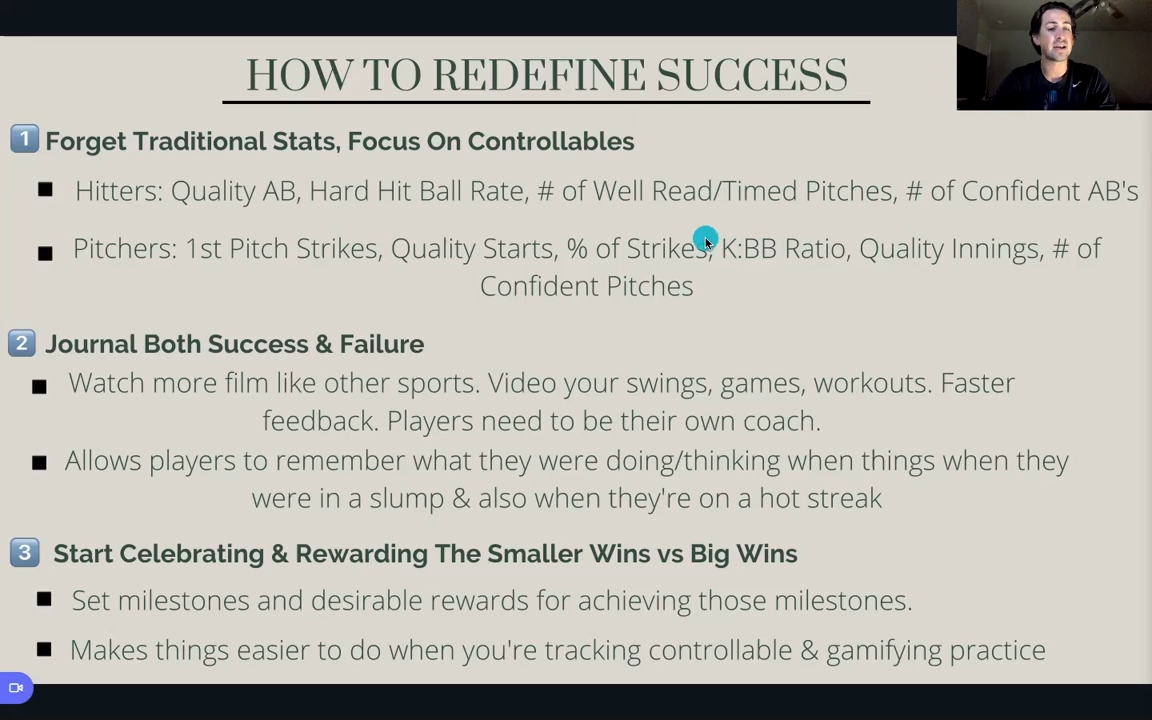 HOW TO REDEFINE SUCCESS
1 Forget Traditional Stats, Focus On Controllables
Hitters: Quality AB, Hard Hit Ball Rate, # of Well Read/Timed Pitches, # of Confident AB's
Pitchers: 1st Pitch Strikes, Quality Starts, % of Strikes, K:BB Ratio, Quality Innings, # of
Confident Pitches
2 Journal Both Success & Failure
Watch more film like other sports. Video your swings, games, workouts. Faster
feedback. Players need to be their own coach.
Allows players to remember what they were doing/thinking when things when they
were in a slump & also when they're on a hot streak
3 Start Celebrating & Rewarding The Smaller Wins vs Big Wins
Set milestones and desirable rewards for achieving those milestones.
Makes things easier to do when you're tracking controllable & gamifying practice